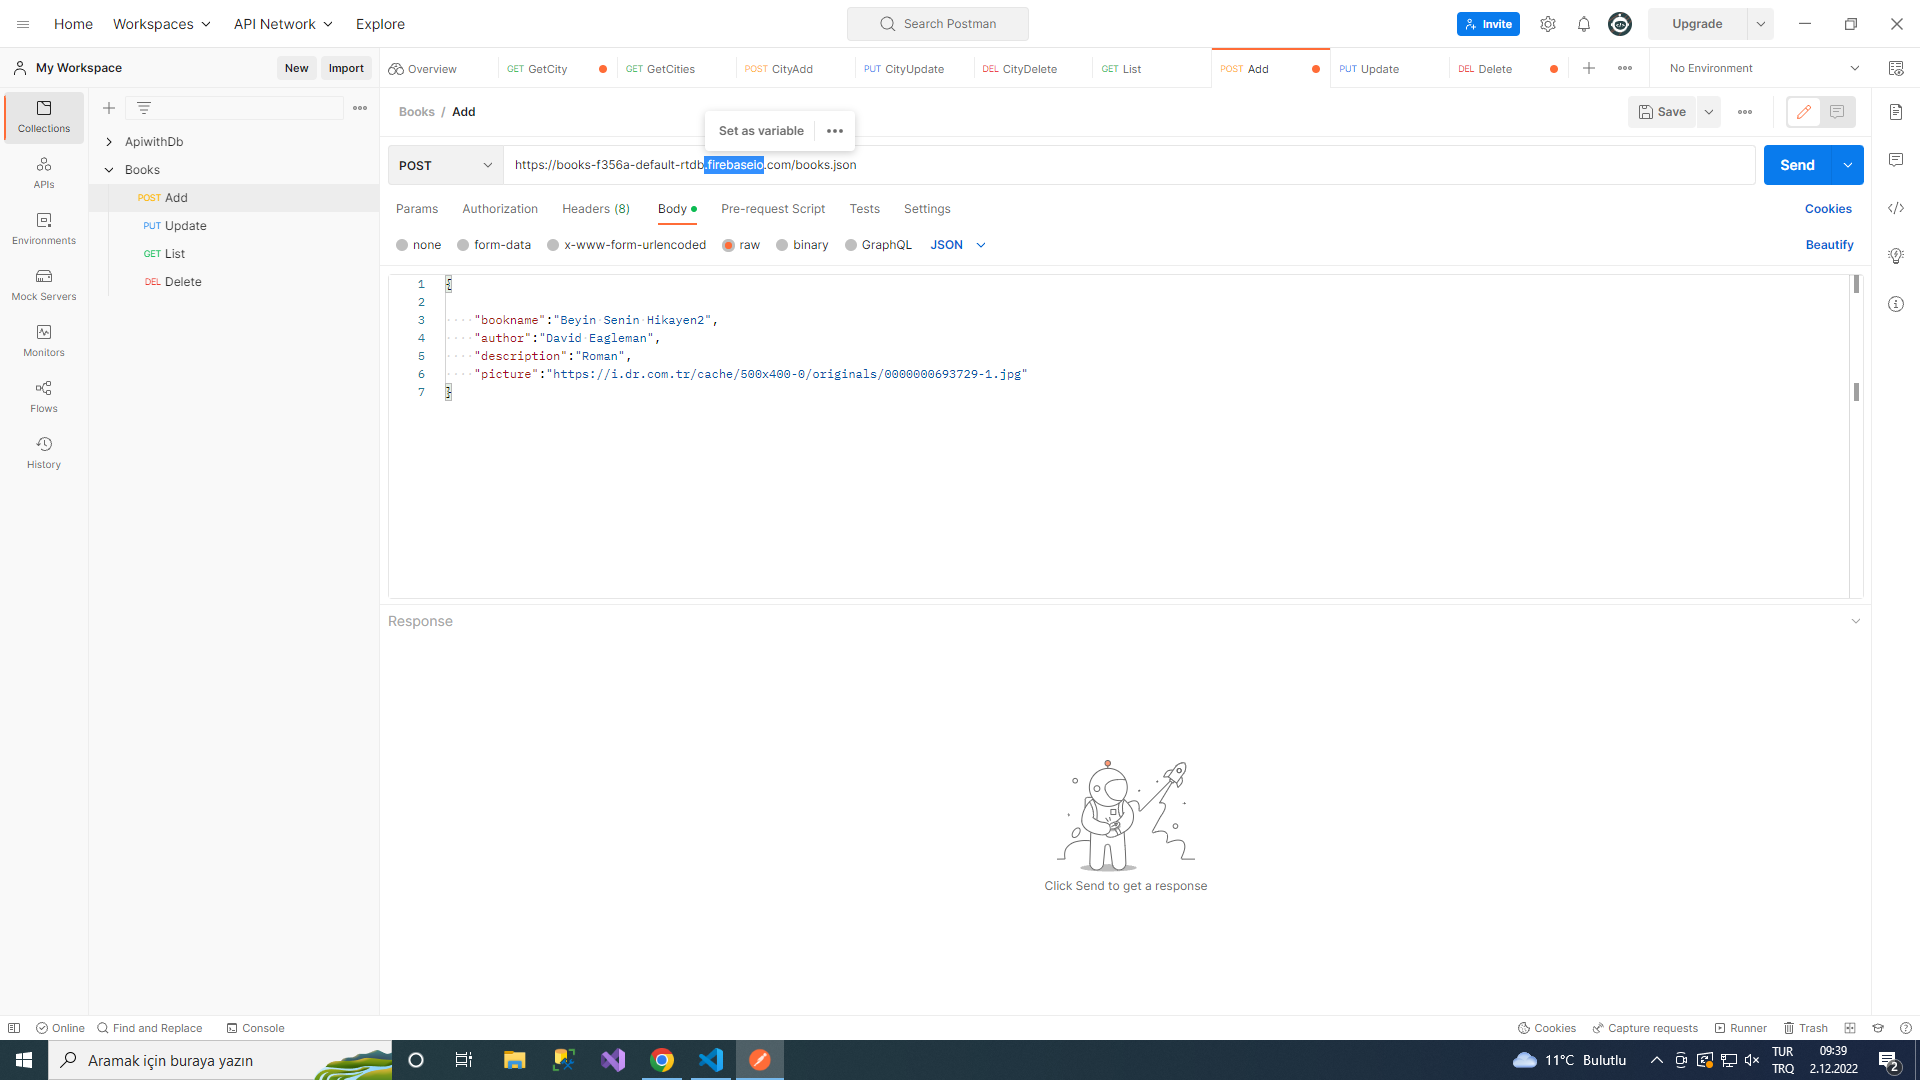 Home
Workspaces
API Network
Explore
Search Postman
Invite
Upgrade
My Workspace
New
Import
Overview
GET GetCity
GET GetCities
POST CityAdd
PUT CityUpdate
DEL CityDelete
GET List
POST Add
PUT Update
DEL Delete
No Environment
Collections
APIs
Environments
Mock Servers
Monitors
Flows
History
ApiwithDb
Books
POST Add
PUT Update
GET List
DEL Delete
Books / Add
Save
Set as variable
POST
https://books-f356a-default-rtdb.firebaseio.com/books.json
Send
Params
Authorization
Headers (8)
Body
Pre-request Script
Tests
Settings
Cookies
none
form-data
x-www-form-urlencoded
raw
binary
GraphQL
JSON
Beautify
1 {
2
3 "bookname":"Beyin Senin Hikayen2",
4 "author":"David Eagleman",
5 "description":"Roman",
6 "picture":"https://i.dr.com.tr/cache/500x400-0/originals/0000000693729-1.jpg"
7 }
Response
Click Send to get a response
Online
Find and Replace
Console
Cookies
Capture requests
Runner
Trash
Aramak için buraya yazın
11°C Bulutlu
TUR
TRQ
09:39
2.12.2022
2